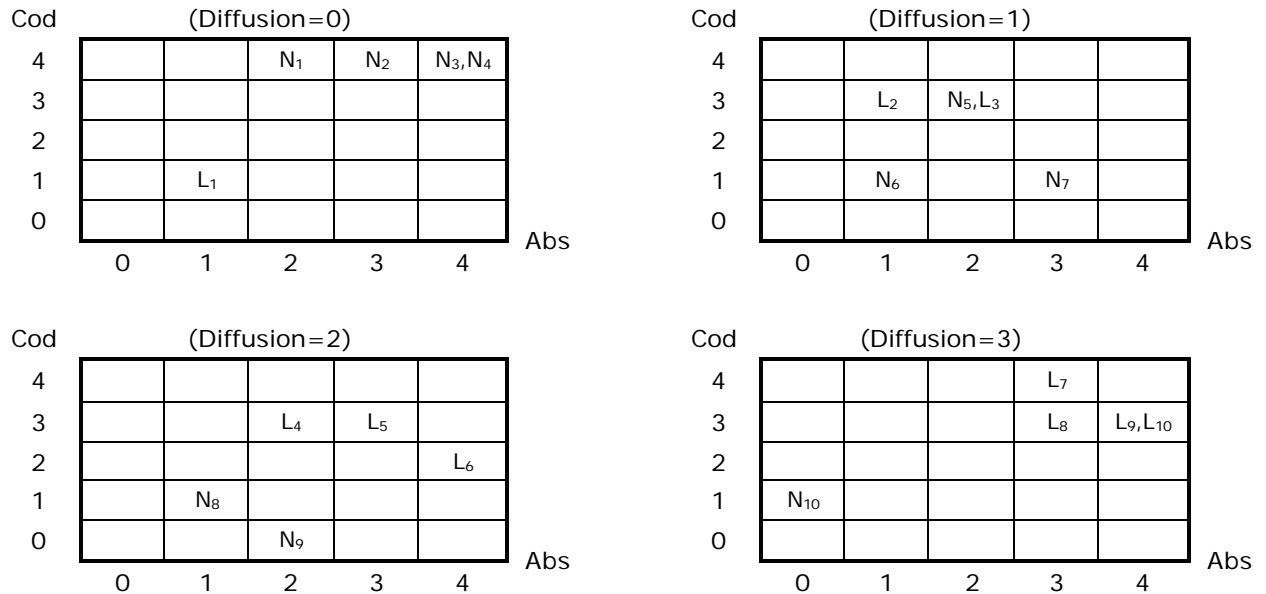 Cod (Diffusion=0)
4 N₁ N₂ N₃,N₄
3
2
1 L₁
0
Abs
0 1 2 3 4
Cod (Diffusion=1)
4
3 L₂ N₅,L₃
2
1 N₆ N₇
0
Abs
0 1 2 3 4
Cod (Diffusion=2)
4
3 L₄ L₅
2 L₆
1 N₈
0 N₉
Abs
0 1 2 3 4
Cod (Diffusion=3)
4 L₇
3 L₈ L₉,L₁₀
2
1 N₁₀
0
Abs
0 1 2 3 4